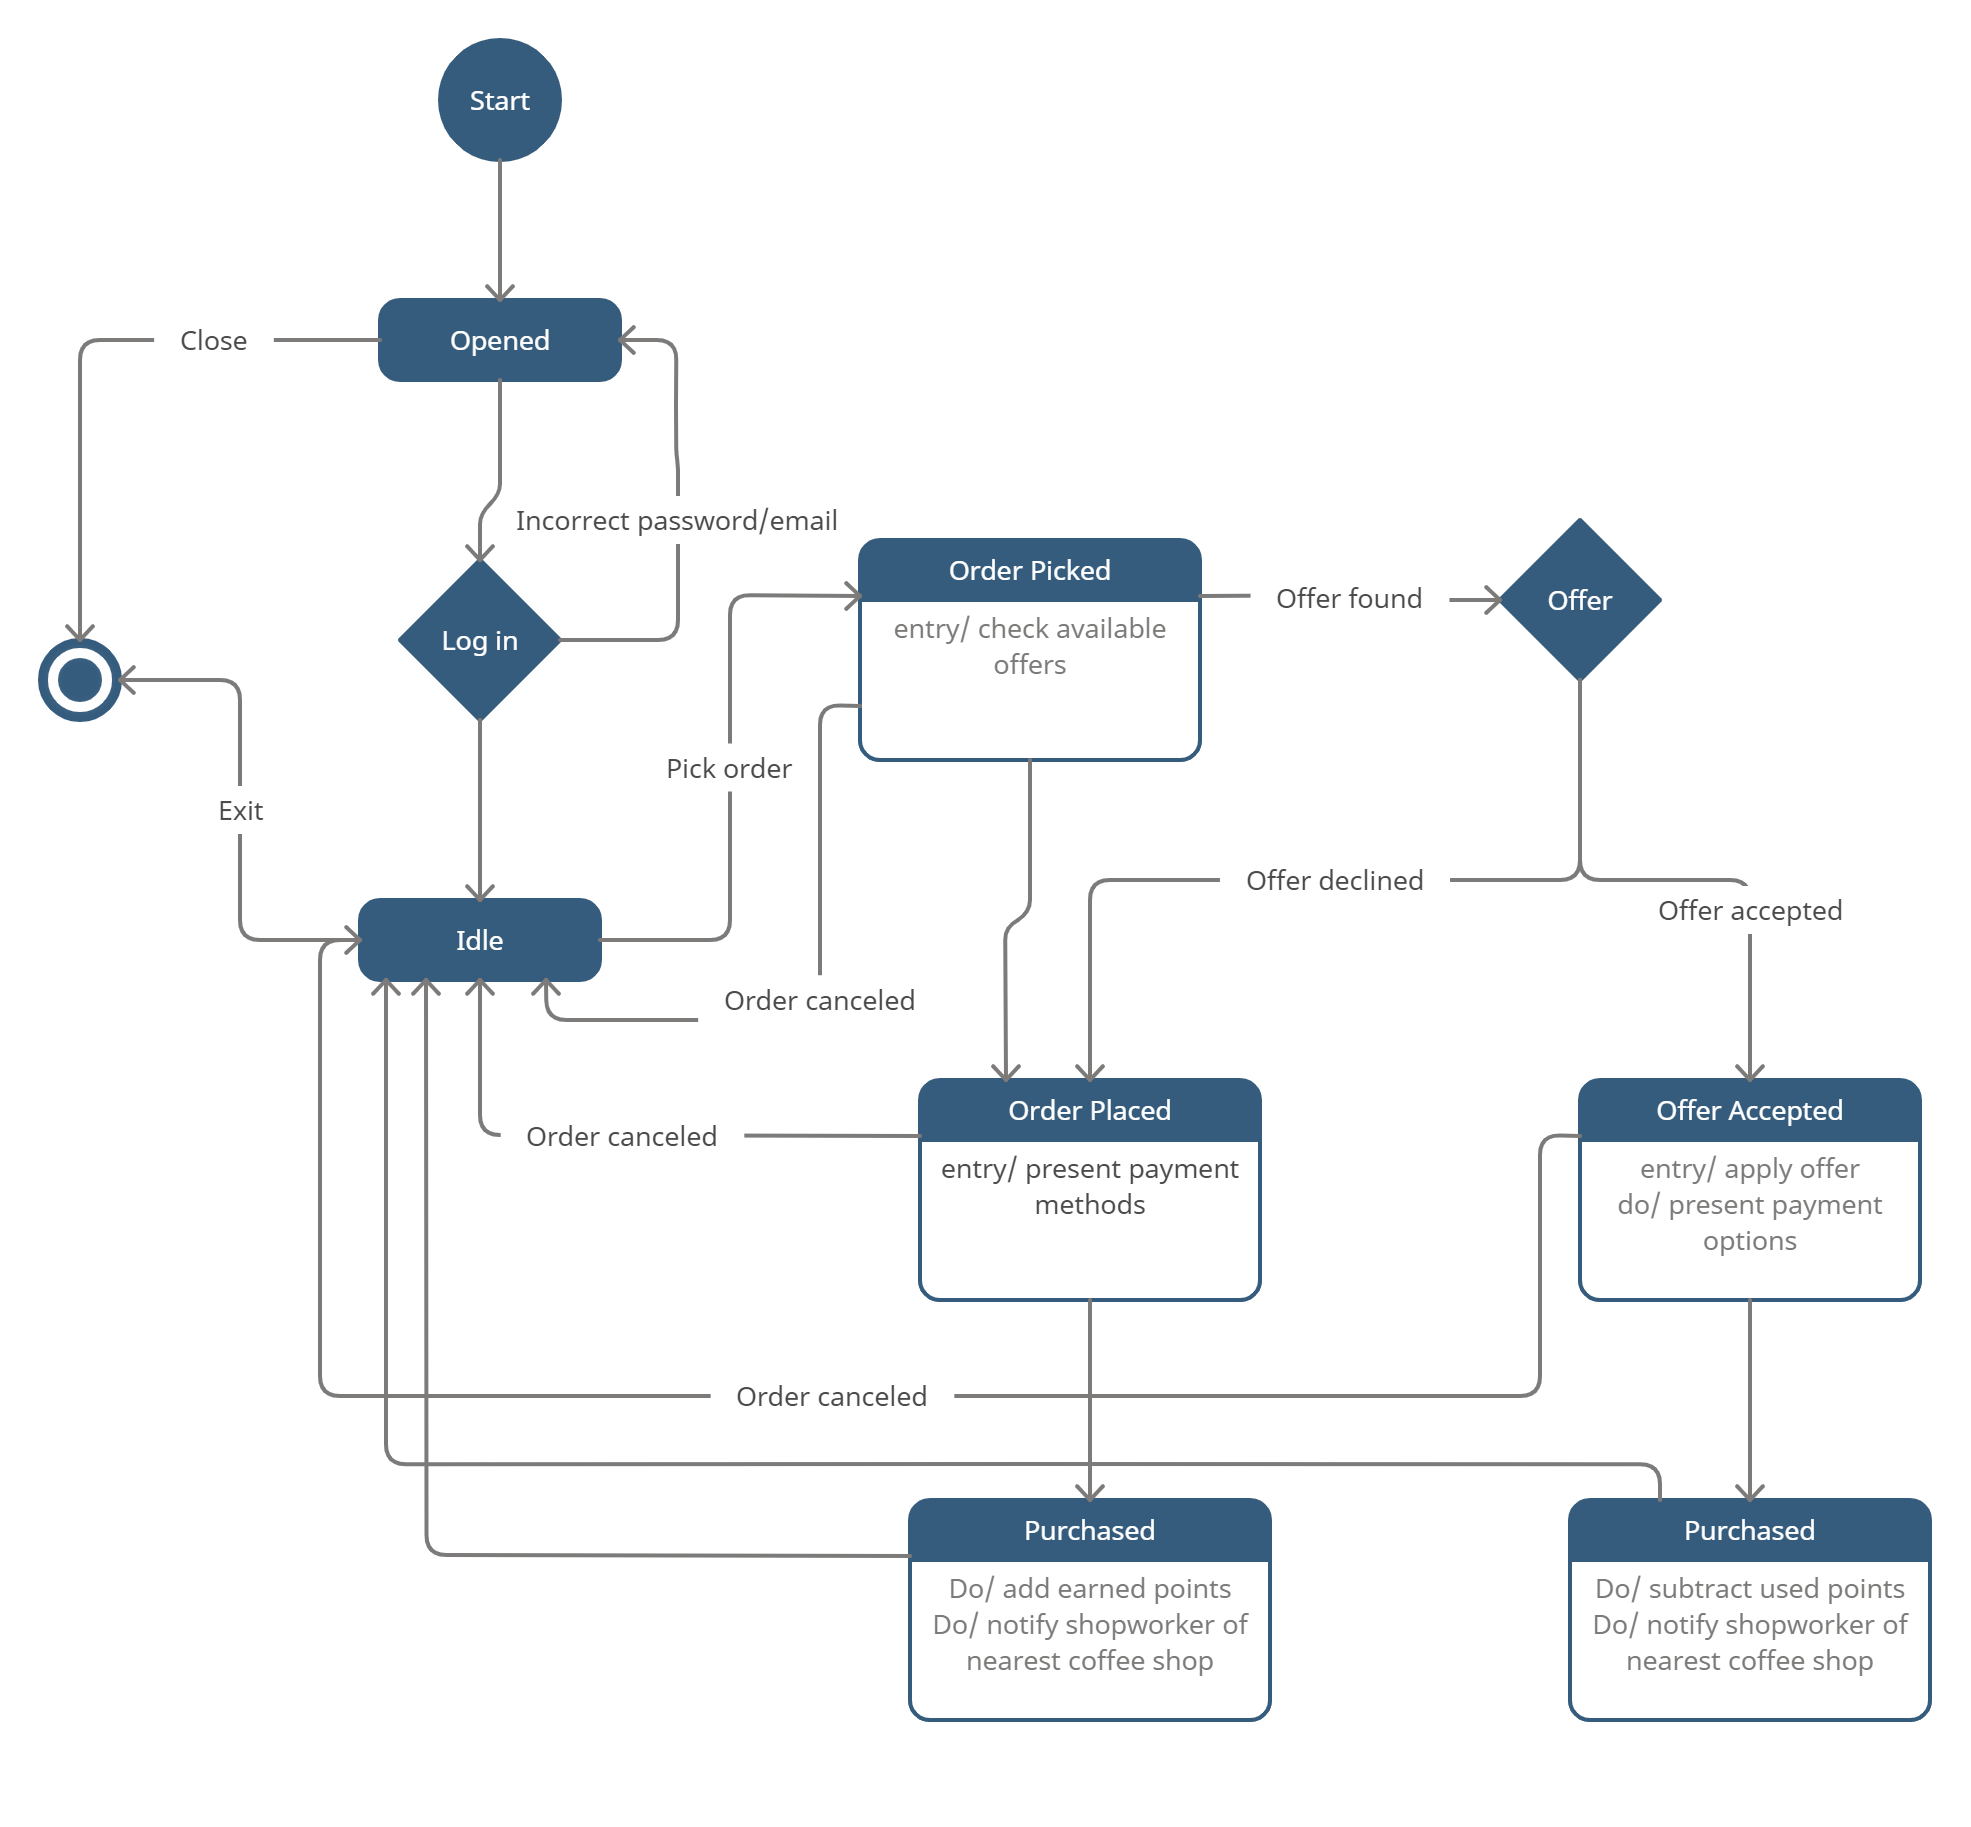 Start
Close
Opened
Incorrect password/email
Order Picked
entry/ check available
offers
Offer found
Offer
Log in
Pick order
Exit
Offer declined
Offer accepted
Idle
Order canceled
Order Placed
entry/ present payment
methods
Order canceled
Offer Accepted
entry/ apply offer
do/ present payment
options
Order canceled
Purchased
Do/ add earned points
Do/ notify shopworker of
nearest coffee shop
Purchased
Do/ subtract used points
Do/ notify shopworker of
nearest coffee shop